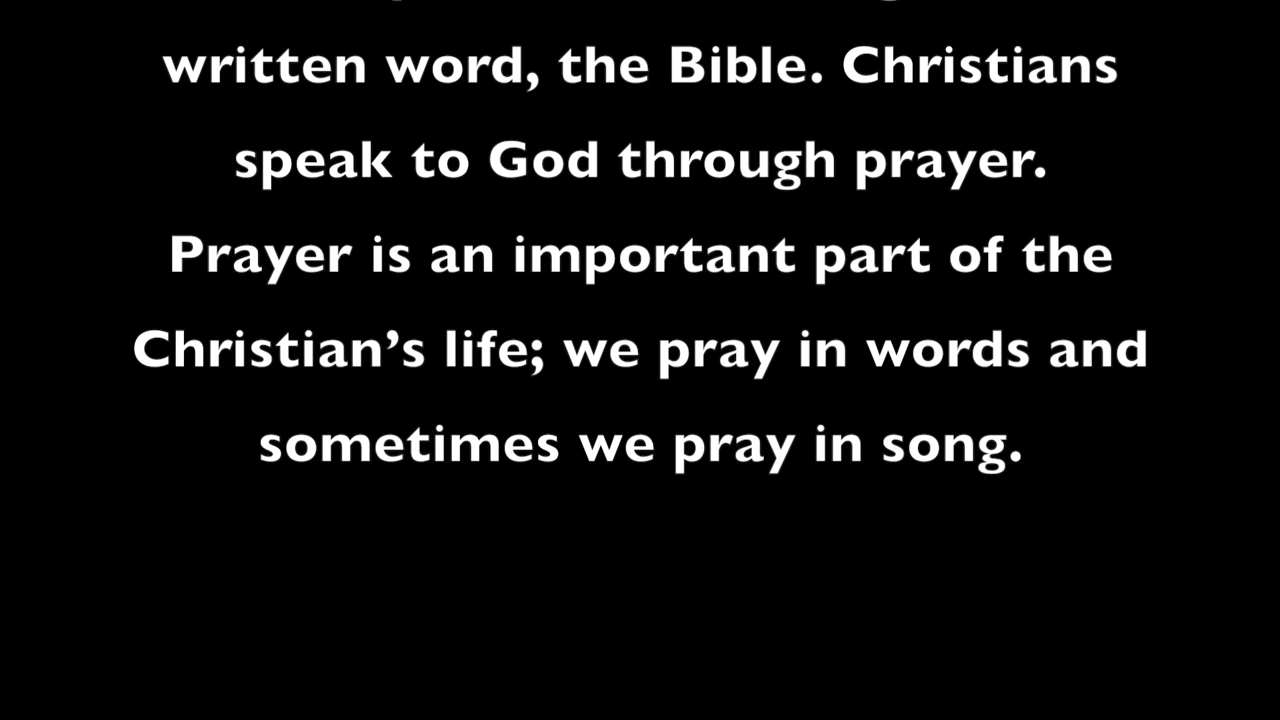 written word, the Bible. Christians
speak to God through prayer.
Prayer is an important part of the
Christian’s life; we pray in words and
sometimes we pray in song.